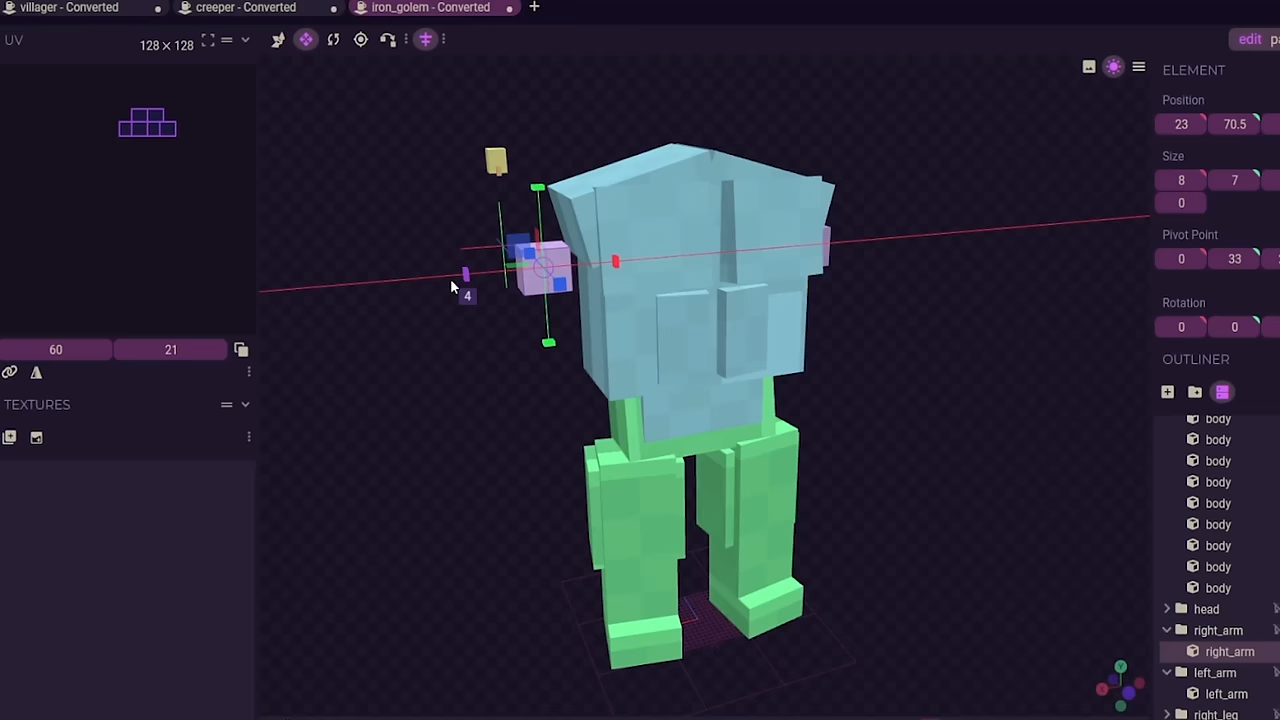 villager - Converted
creeper - Converted
iron_golem - Converted
UV
128 × 128
edit
ELEMENT
Position
23
70.5
Size
8
7
0
Pivot Point
0
33
Rotation
0
0
OUTLINER
4
60
21
TEXTURES
body
body
body
body
body
body
body
body
body
head
right_arm
right_arm
left_arm
left_arm
right_leg